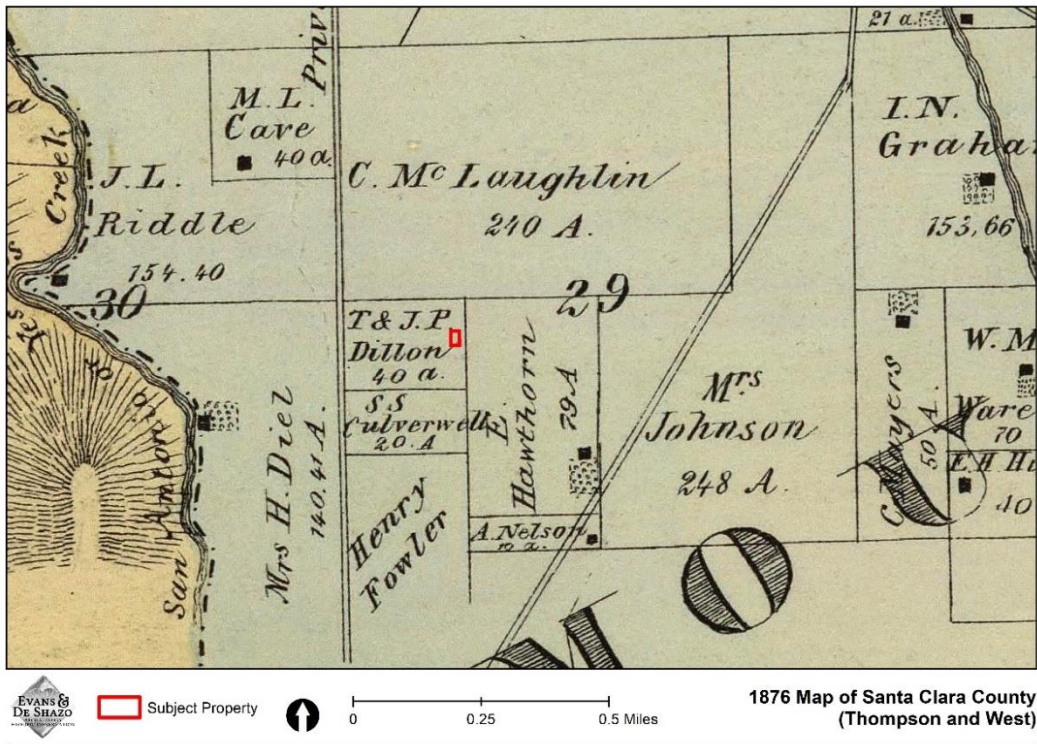 21 a.
Priv
M. L.
Cave
40 a.
I. N.
Graha
153,66
J. L.
Riddle
154.40
C. Mc Laughlin
240 A.
Creek
a
s
30
29
T & J. P
Dillon
40 a.
S S
Culverwell
20. A
E.
Hawthorn
79 A
Mrs
Johnson
248 A.
50 A.
W. M
Ware
70
E. H. Hi
40
Mrs H. Diel
140.41 A.
Henry
Fowler
A. Nelson
San Antonio
M
O
EVANS &
DE SHAZO
Subject Property
0 0.25 0.5 Miles
1876 Map of Santa Clara County
(Thompson and West)